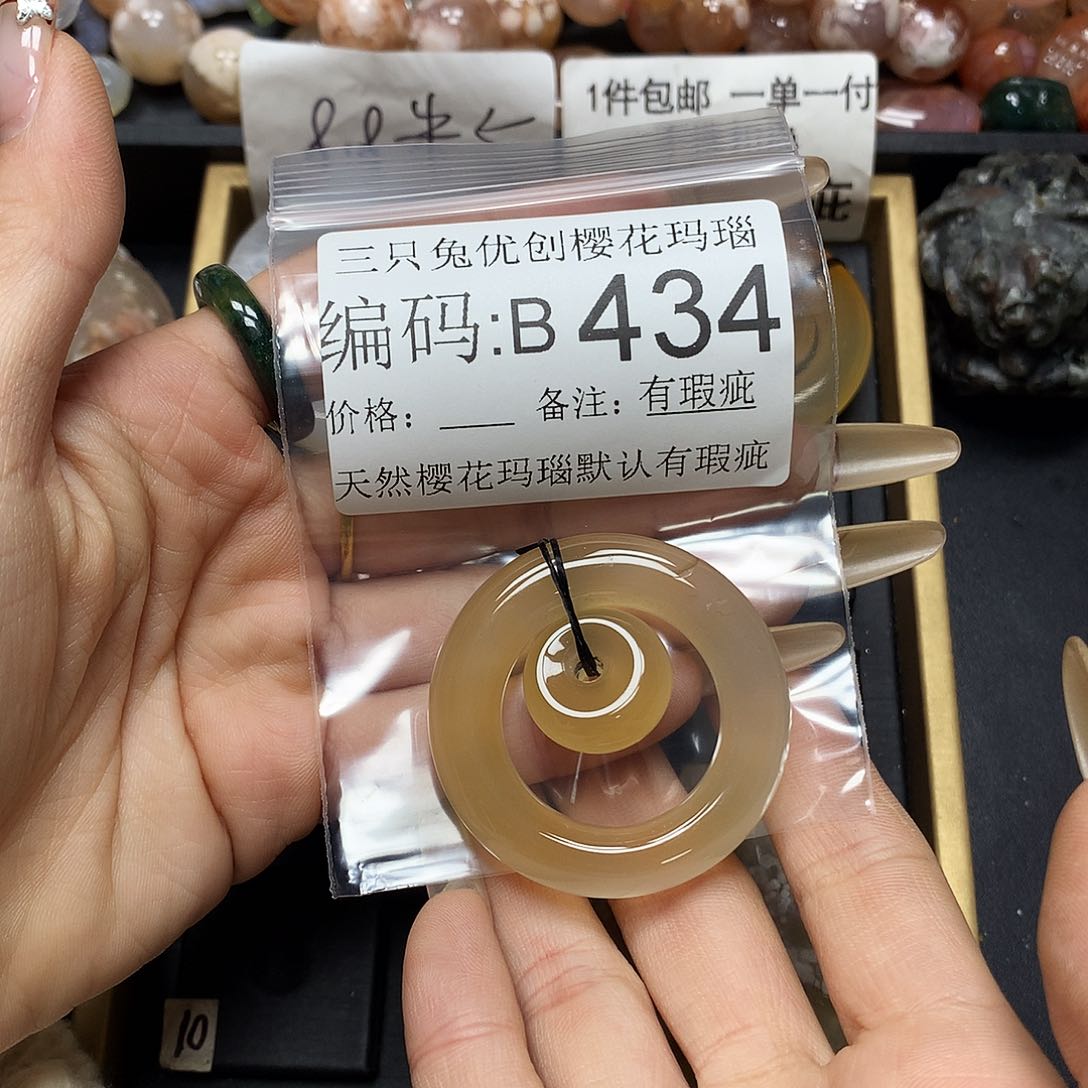 1件包邮 一单一付
三只兔优创樱花玛瑙
编码:B 434
价格: ___ 备注: 有瑕疵
天然樱花玛瑙默认有瑕疵
10